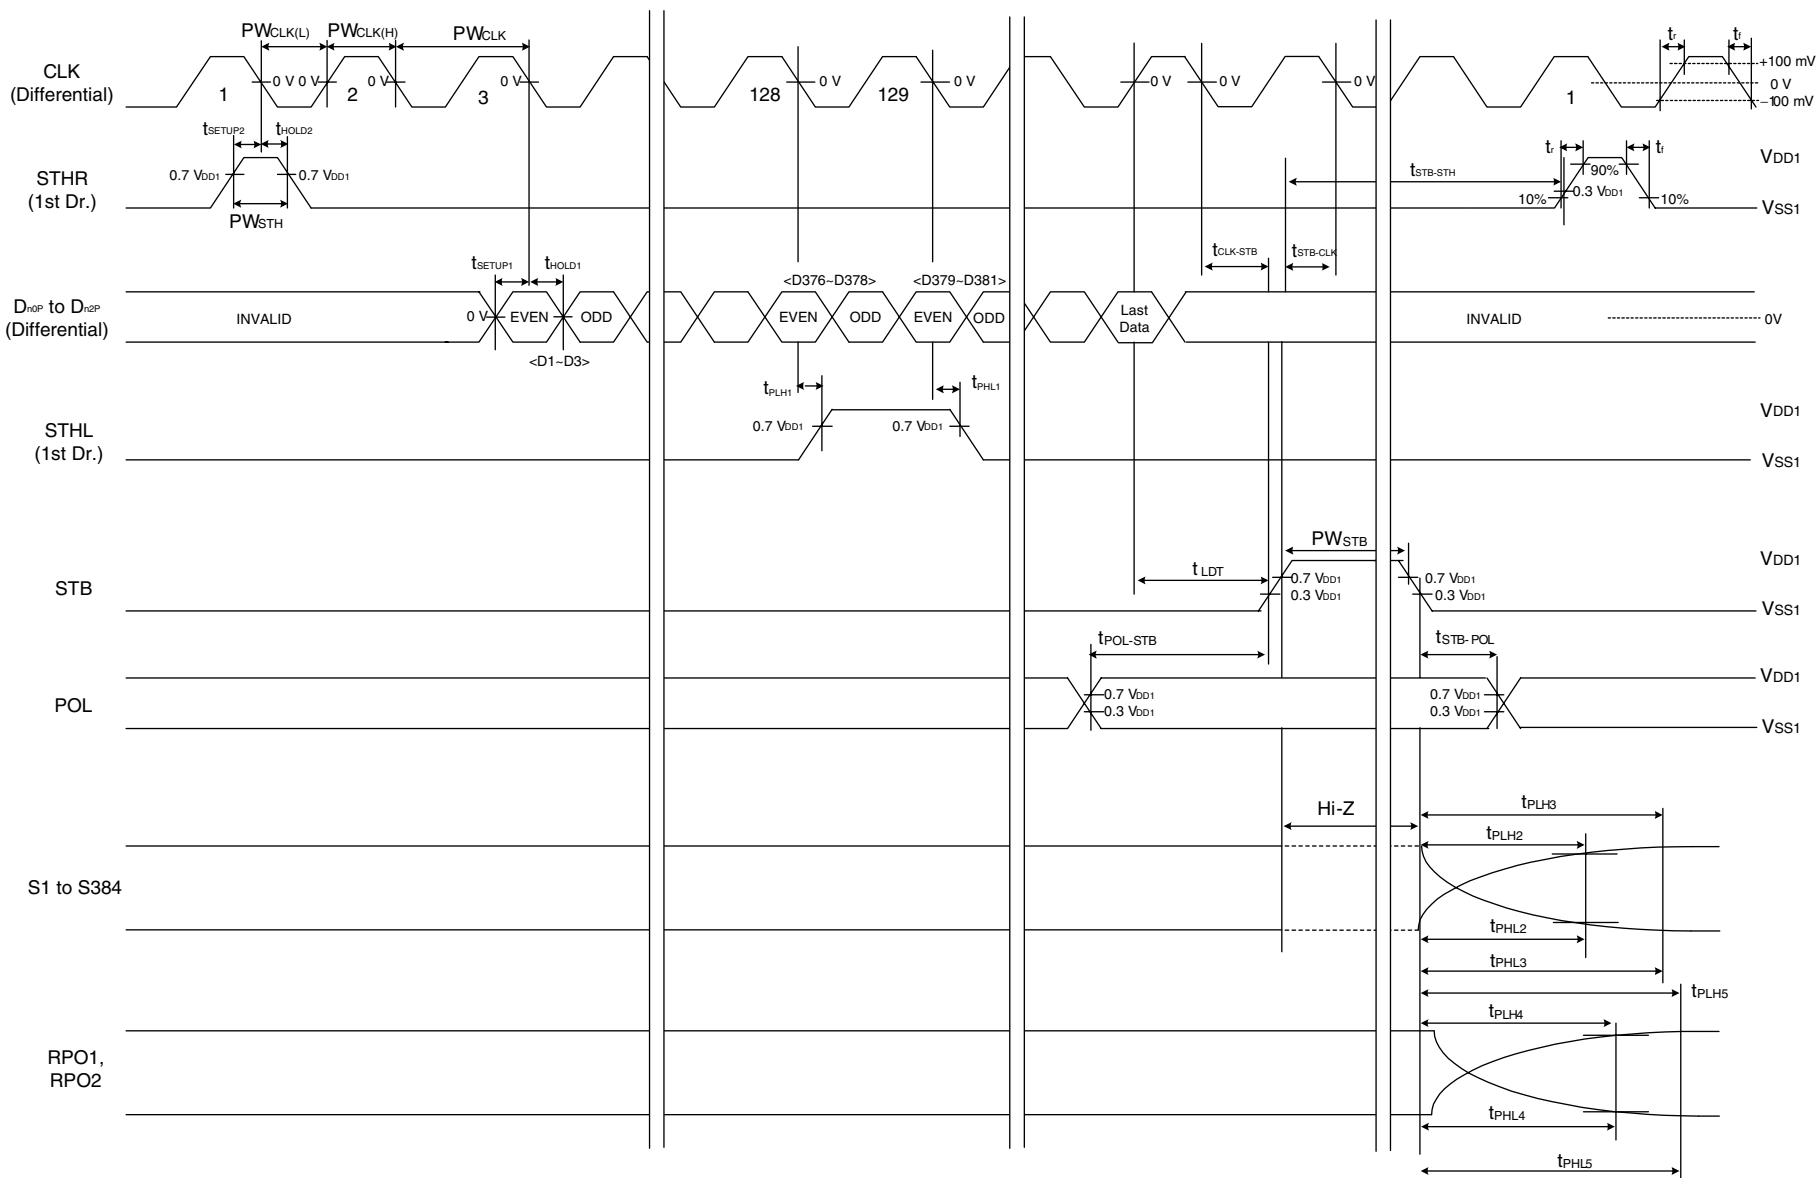 PWCLK(L) PWCLK(H) PWCLK tr tf
CLK
(Differential)
0 V 0 V 0 V 0 V 0 V 0 V 0 V 0 V 0 V
+100 mV
0 V
−100 mV
1 2 3 128 129 1
tSETUP2 tHOLD2
STHR
(1st Dr.)
0.7 VDD1 0.7 VDD1
PWSTH
tSTB-STH
tr tf
90%
10% 0.3 VDD1 10%
VDD1
VSS1
tSETUP1 tHOLD1
tCLK-STB tSTB-CLK
<D376~D378> <D379~D381>
Dn0P to Dn2P
(Differential)
INVALID 0 V EVEN ODD EVEN ODD EVEN ODD
Last
Data
INVALID 0V
<D1~D3>
tPLH1 tPHL1
STHL
(1st Dr.)
0.7 VDD1 0.7 VDD1
VDD1
VSS1
PWSTB
STB
tLDT
0.7 VDD1 0.7 VDD1
0.3 VDD1 0.3 VDD1
VDD1
VSS1
tPOL-STB tSTB-POL
POL
0.7 VDD1 0.7 VDD1
0.3 VDD1 0.3 VDD1
VDD1
VSS1
Hi-Z
tPLH3
tPLH2
S1 to S384
tPHL2
tPHL3
tPLH5
tPLH4
RPO1,
RPO2
tPHL4
tPHL5